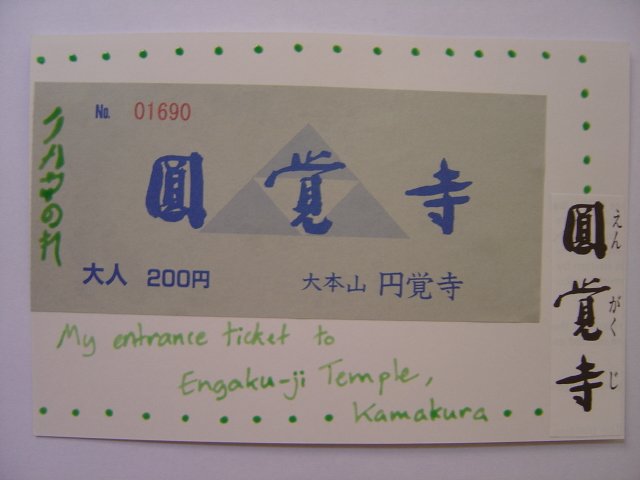 No. 01690
圓覚寺
大人 200円
大本山 円覚寺
My entrance ticket to
Engaku-ji Temple,
Kamakura
圓覚寺
えんがくじ